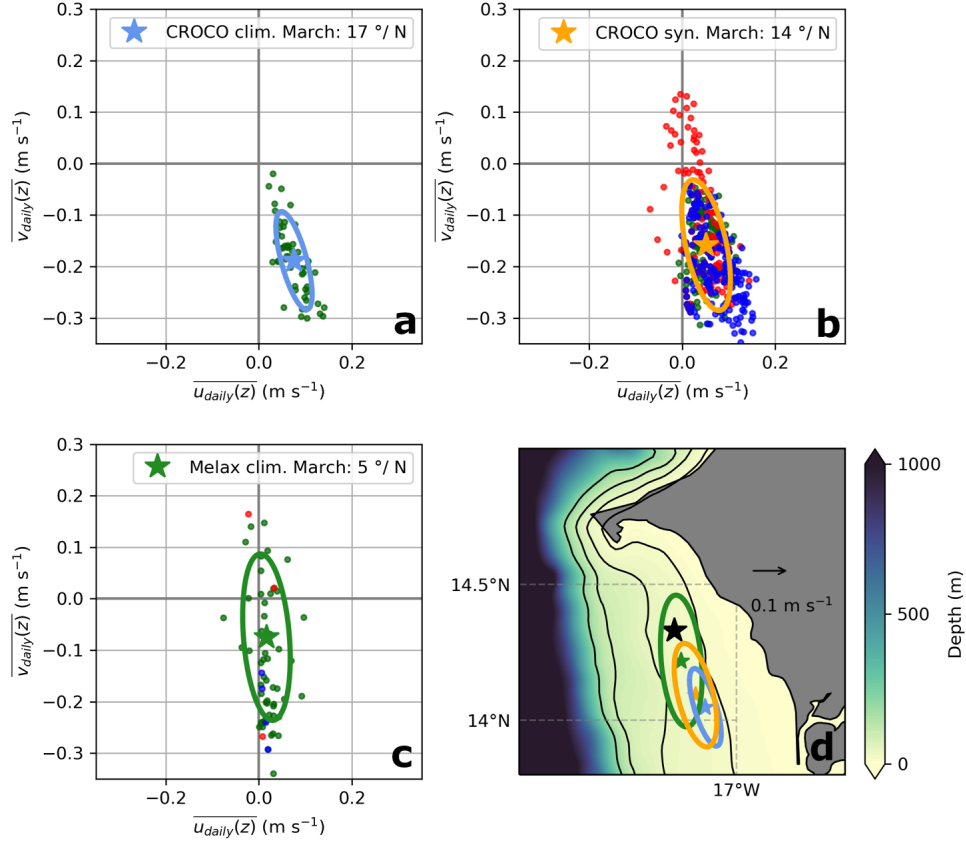 CROCO clim. March: 17 °/ N
0.3
0.2
0.1
0.0
−0.1
−0.2
−0.3
v_daily(z) (m s⁻¹)
−0.2
0.0
0.2
u_daily(z) (m s⁻¹)
a
CROCO syn. March: 14 °/ N
0.3
0.2
0.1
0.0
−0.1
−0.2
−0.3
v_daily(z) (m s⁻¹)
−0.2
0.0
0.2
u_daily(z) (m s⁻¹)
b
Melax clim. March: 5 °/ N
0.3
0.2
0.1
0.0
−0.1
−0.2
−0.3
v_daily(z) (m s⁻¹)
−0.2
0.0
0.2
u_daily(z) (m s⁻¹)
c
14.5°N
14°N
17°W
0.1 m s⁻¹
d
1000
500
0
Depth (m)